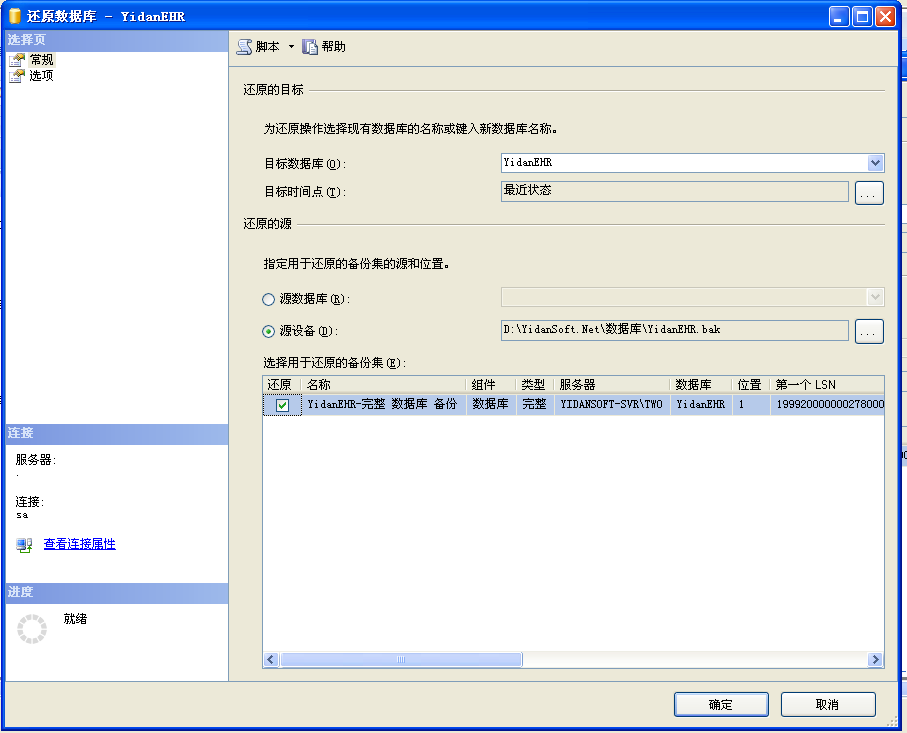 还原数据库 - YidanEHR
选择页
常规
选项
脚本 帮助
还原的目标
为还原操作选择现有数据库的名称或键入新数据库名称。
目标数据库(O): YidanEHR
目标时间点(T): 最近状态 ...
还原的源
指定用于还原的备份集的源和位置。
源数据库(R):
源设备(D): D:\YidanSoft.Net\数据库\YidanEHR.bak ...
选择用于还原的备份集(E):
还原 名称 组件 类型 服务器 数据库 位置 第一个 LSN
YidanEHR-完整 数据库 备份 数据库 完整 YIDANSOFT-SVR\TWO YidanEHR 1 199920000000278000
连接
服务器:
.
连接:
sa
查看连接属性
进度
就绪
确定 取消